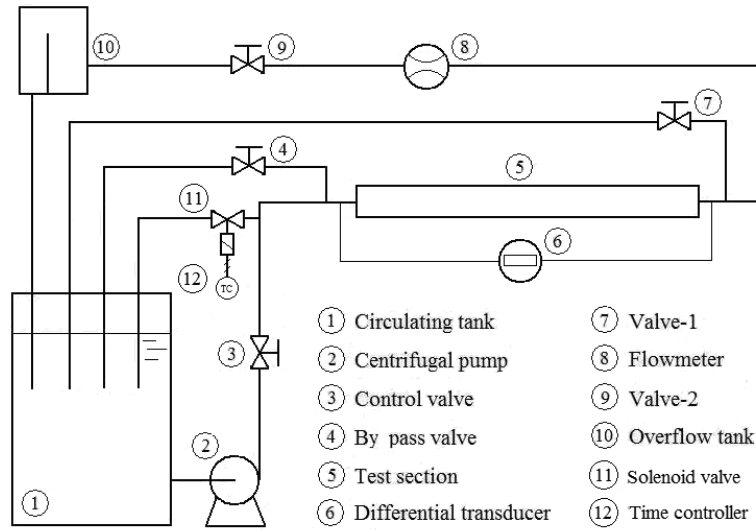 10
9
8
7
4
5
11
6
12
TC
3
2
1
1 Circulating tank
2 Centrifugal pump
3 Control valve
4 By pass valve
5 Test section
6 Differential transducer
7 Valve-1
8 Flowmeter
9 Valve-2
10 Overflow tank
11 Solenoid valve
12 Time controller